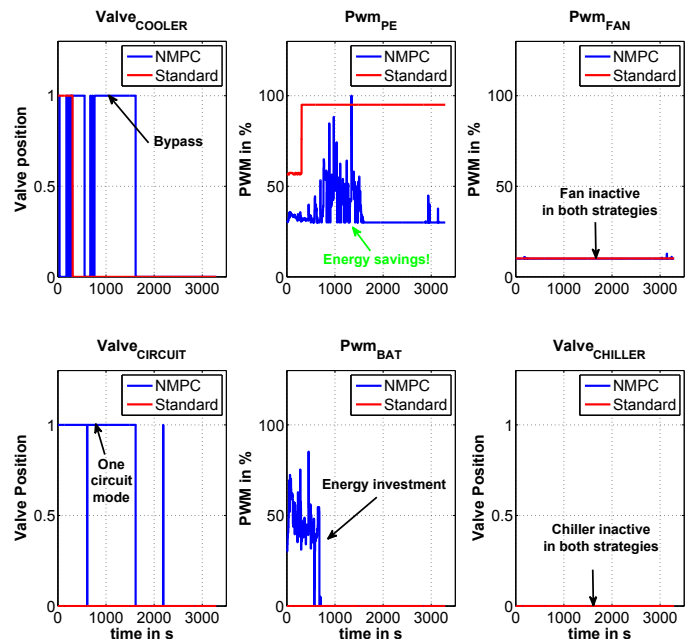 Valve_COOLER
NMPC
Standard
1
0.5
0
Valve position
Bypass
0 1000 2000 3000
Pwm_PE
NMPC
Standard
100
50
0
PWM in %
Energy savings!
0 1000 2000 3000
Pwm_FAN
NMPC
Standard
100
50
0
PWM in %
Fan inactive
in both strategies
0 1000 2000 3000
Valve_CIRCUIT
NMPC
Standard
1
0.5
0
Valve Position
One
circuit
mode
0 1000 2000 3000
time in s
Pwm_BAT
NMPC
Standard
100
50
0
PWM in %
Energy investment
0 1000 2000 3000
time in s
Valve_CHILLER
NMPC
Standard
1
0.5
0
Valve Position
Chiller inactive
in both strategies
0 1000 2000 3000
time in s